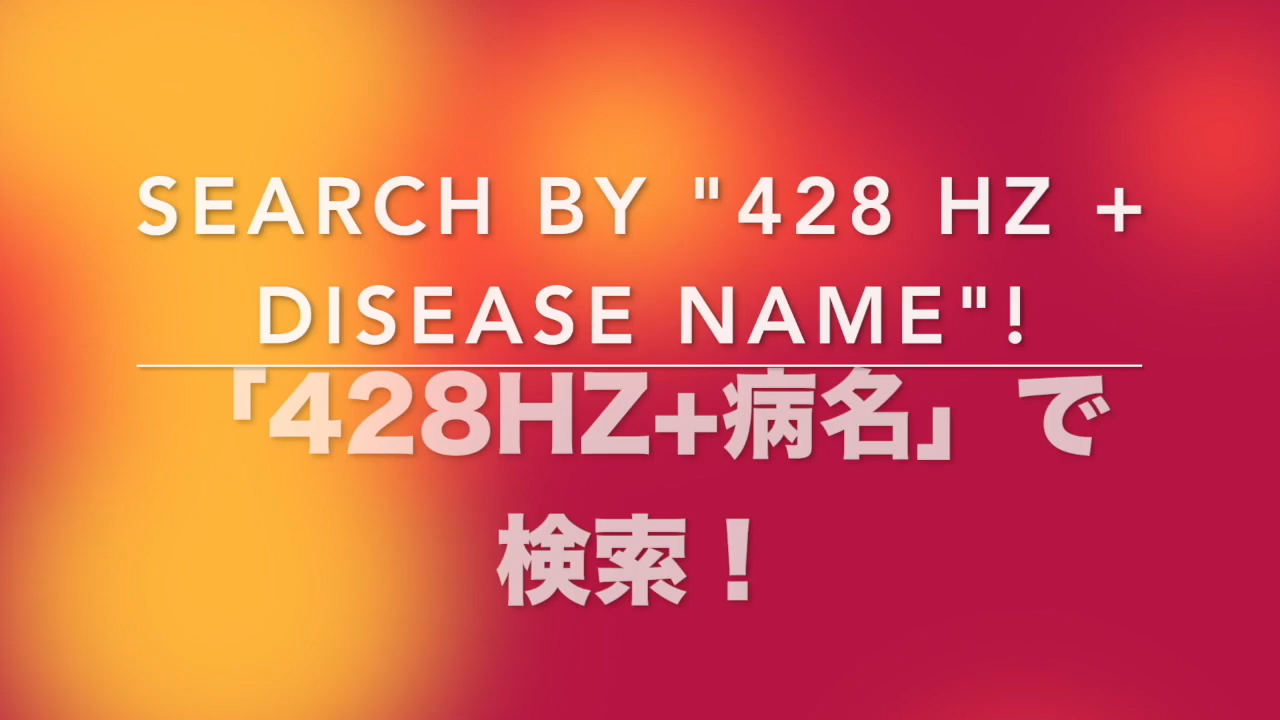 SEARCH BY "428 HZ +
DISEASE NAME"!
「428HZ+病名」で
検索！